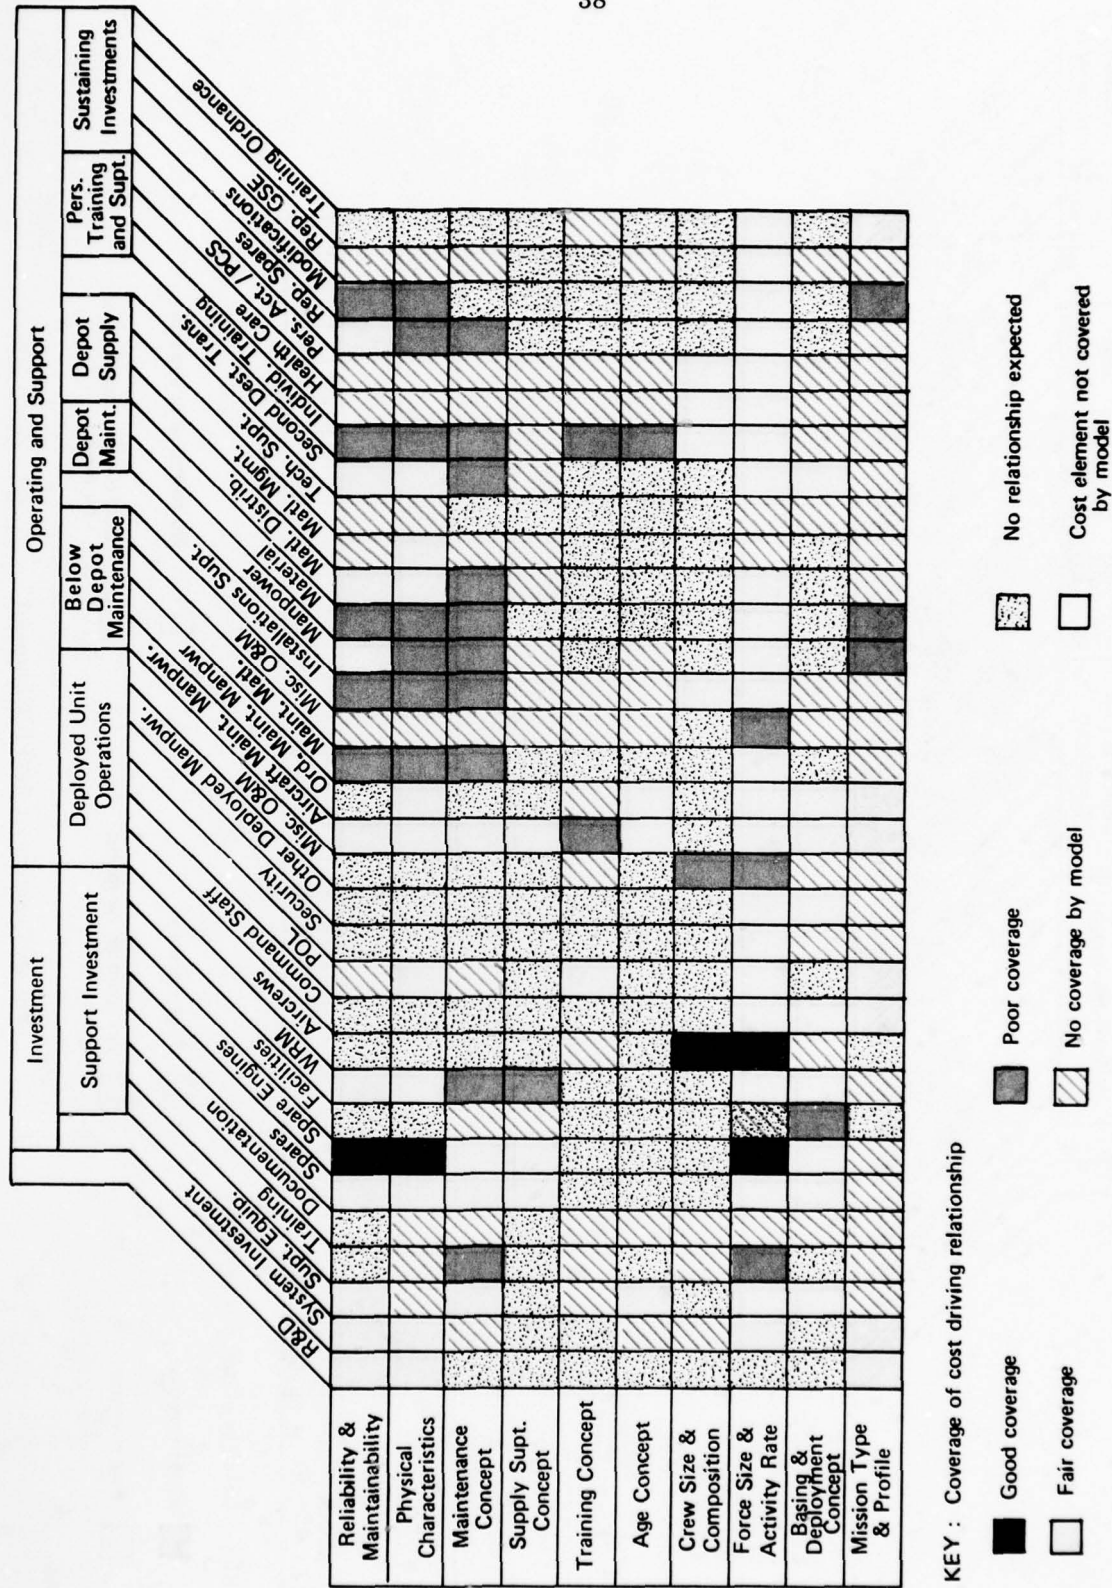 38
Investment
Operating and Support
Support Investment
Deployed Unit
Operations
Below
Depot
Maintenance
Depot
Maint.
Depot
Supply
Pers.
Training
and Supt.
Sustaining
Investments
R&D
System Investment
Supt. Equip.
Training
Documentation
Spares
Spare Engines
Facilities
WRM
Aircrews
Command Staff
POL
Security
Other Deployed Manpwr.
Misc. O&M
Aircraft Maint. Manpwr.
Ord. Maint. Manpwr
Maint. Matl.
Misc. O&M
Installations Supt.
Manpower
Material
Matl. Distrib.
Matl. Mgmt.
Tech. Supt.
Second Dest. Trans.
Individ. Training
Health Care
Pers. Act. / PCS
Rep. Spares
Modifications
Rep. GSE
Training Ordnance
Reliability &
Maintainability
Physical
Characteristics
Maintenance
Concept
Supply Supt.
Concept
Training Concept
Age Concept
Crew Size &
Composition
Force Size &
Activity Rate
Basing &
Deployment
Concept
Mission Type
& Profile
KEY : Coverage of cost driving relationship
Good coverage
Fair coverage
Poor coverage
No coverage by model
No relationship expected
Cost element not covered
by model